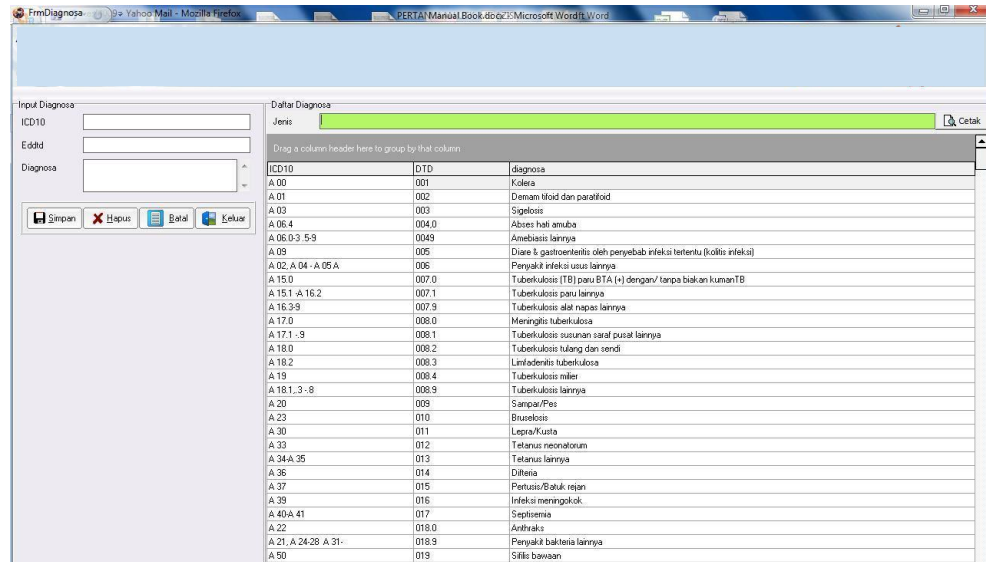 FrmDiagnosa
Yahoo Mail - Mozilla Firefox
Manual Book.docx - Microsoft Word
Input Diagnosa
ICD10
Eddtd
Diagnosa
Simpan Hapus Batal Keluar
Daftar Diagnosa
Jenis
Cetak
Drag a column header here to group by that column
ICD10 DTD diagnosa
A 00 001 Kolera
A 01 002 Demam tifoid dan paratifoid
A 03 003 Sigelosis
A 06.4 004,0 Abses hati amuba
A 06.0-3 .5-9 0049 Amebiasis lainnya
A 09 005 Diare & gastroenteritis oleh penyebab infeksi tertentu (kolitis infeksi)
A 02, A 04 - A 05 A 006 Penyakit infeksi usus lainnya
A 15.0 007.0 Tuberkulosis (TB) paru BTA (+) dengan/ tanpa biakan kumanTB
A 15.1 -A 16.2 007.1 Tuberkulosis paru lainnya
A 16.3-9 007.9 Tuberkulosis alat napas lainnya
A 17.0 008.0 Meningitis tuberkulosa
A 17.1 -.9 008.1 Tuberkulosis susunan saraf pusat lainnya
A 18.0 008.2 Tuberkulosis tulang dan sendi
A 18.2 008.3 Limfadenitis tuberkulosa
A 19 008.4 Tuberkulosis milier
A 18.1,.3 -.8 008.9 Tuberkulosis lainnya
A 20 009 Sampar/Pes
A 23 010 Bruselosis
A 30 011 Lepra/Kusta
A 33 012 Tetanus neonatorum
A 34-A 35 013 Tetanus lainnya
A 36 014 Difteria
A 37 015 Pertusis/Batuk rejan
A 39 016 Infeksi meningokok
A 40-A 41 017 Septisemia
A 22 018.0 Anthraks
A 21, A 24-28 A 31- 018.9 Penyakit bakteria lainnya
A 50 019 Sifilis bawaan